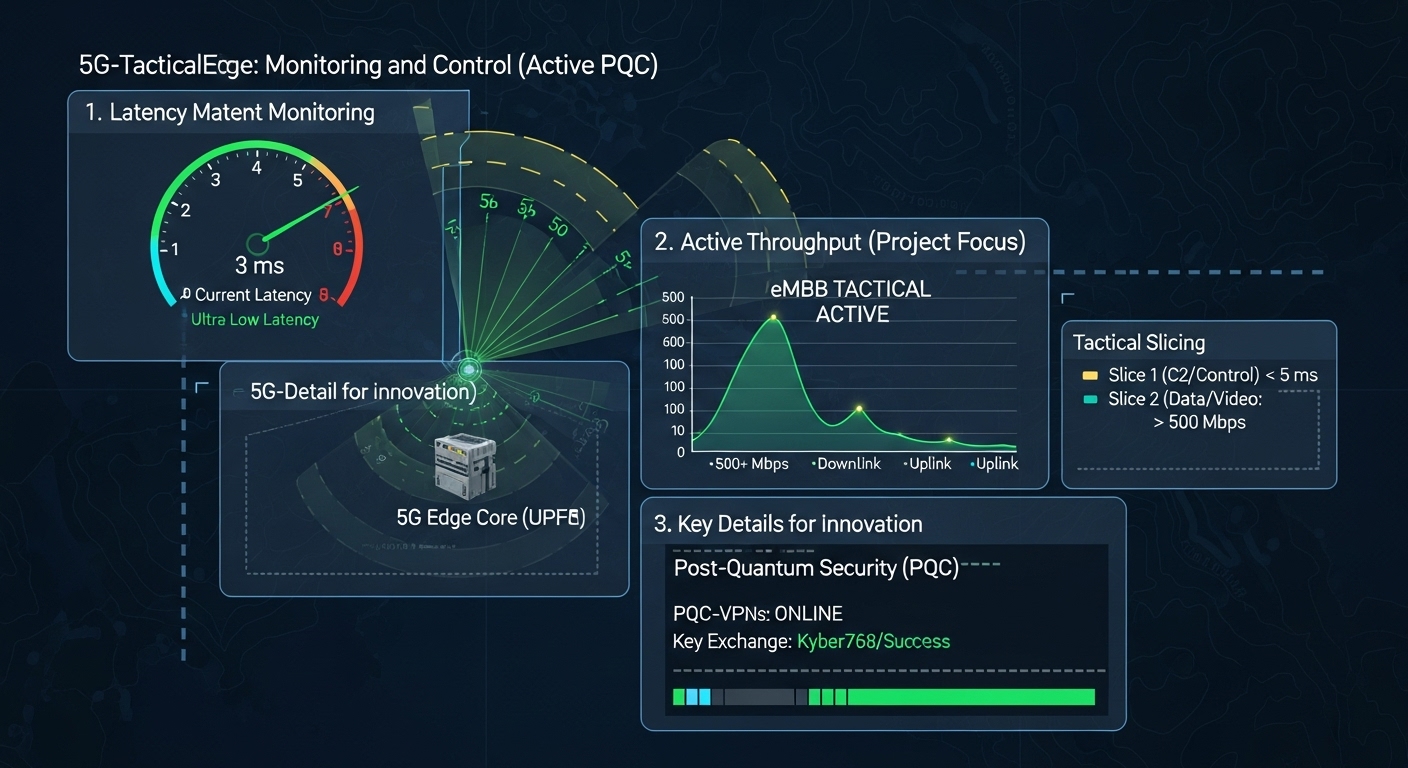 5G-TacticalEdge: Monitoring and Control (Active PQC)
1. Latency Matent Monitoring
1
2
3
4
5
7
8
3 ms
0 Current Latency 8
Ultra Low Latency
5b
5b
50
2. Active Throughput (Project Focus)
eMBB TACTICAL
ACTIVE
500
500
600
100
100
100
10
0
•500+ Mbps •Downlink •Uplink •Uplink
Tactical Slicing
Slice 1 (C2/Control) < 5 ms
Slice 2 (Data/Video:
> 500 Mbps
5G-Detail for innovation)
5G Edge Core (UPFE)
3. Key Details for innovation
Post-Quantum Security (PQC)
PQC-VPNs: ONLINE
Key Exchange: Kyber768/Success